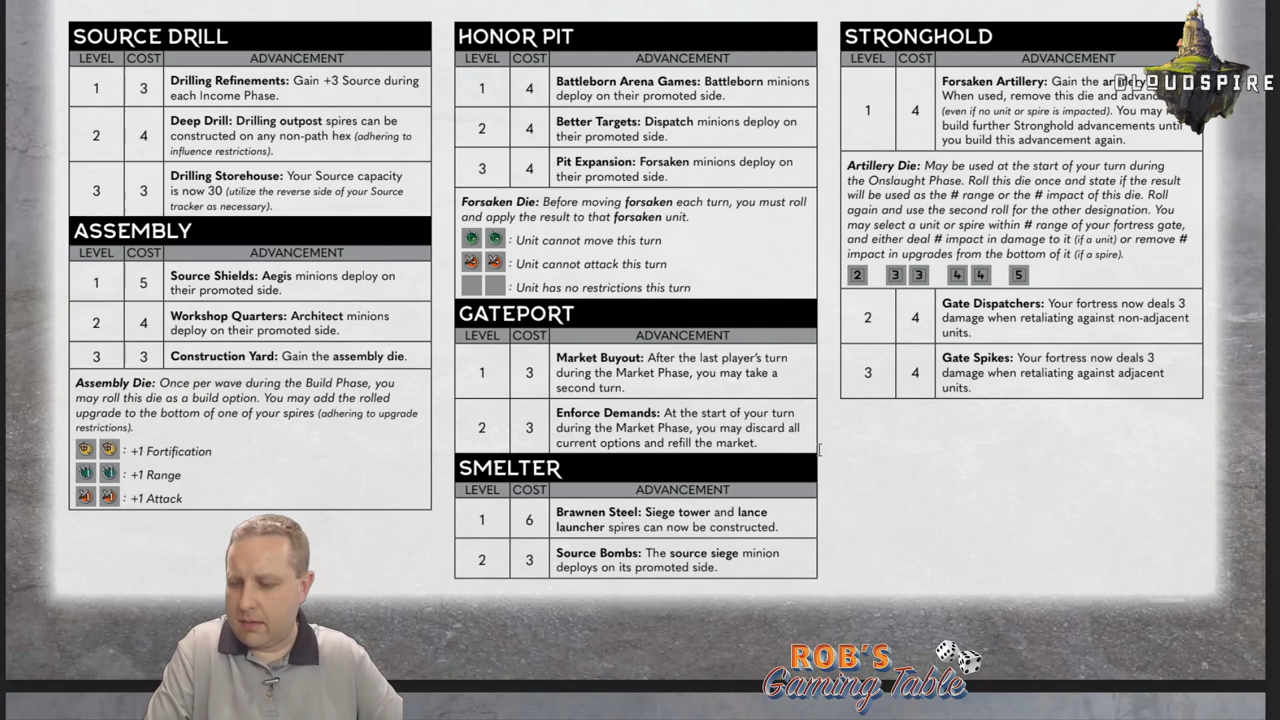 SOURCE DRILL
LEVEL COST ADVANCEMENT
1 3 Drilling Refinements: Gain +3 Source during
each Income Phase.
2 4 Deep Drill: Drilling outpost spires can be
constructed on any non-path hex (adhering to
influence restrictions).
3 3 Drilling Storehouse: Your Source capacity
is now 30 (utilize the reverse side of your Source
tracker as necessary).
ASSEMBLY
LEVEL COST ADVANCEMENT
1 5 Source Shields: Aegis minions deploy on
their promoted side.
2 4 Workshop Quarters: Architect minions
deploy on their promoted side.
3 3 Construction Yard: Gain the assembly die.
Assembly Die: Once per wave during the Build Phase, you
may roll this die as a build option. You may add the rolled
upgrade to the bottom of one of your spires (adhering to upgrade
restrictions).
: +1 Fortification
: +1 Range
: +1 Attack
HONOR PIT
LEVEL COST ADVANCEMENT
1 4 Battleborn Arena Games: Battleborn minions
deploy on their promoted side.
2 4 Better Targets: Dispatch minions deploy on
their promoted side.
3 4 Pit Expansion: Forsaken minions deploy on
their promoted side.
Forsaken Die: Before moving forsaken each turn, you must roll
and apply the result to that forsaken unit.
: Unit cannot move this turn
: Unit cannot attack this turn
: Unit has no restrictions this turn
GATEPORT
LEVEL COST ADVANCEMENT
1 3 Market Buyout: After the last player's turn
during the Market Phase, you may take a
second turn.
2 3 Enforce Demands: At the start of your turn
during the Market Phase, you may discard all
current options and refill the market.
SMELTER
LEVEL COST ADVANCEMENT
1 6 Brawnen Steel: Siege tower and lance
launcher spires can now be constructed.
2 3 Source Bombs: The source siege minion
deploys on its promoted side.
STRONGHOLD
LEVEL COST ADVANCEMENT
1 4 Forsaken Artillery: Gain the
When used, remove this die and
(even if no unit or spire is impacted). You may
build further Stronghold advancements until
you build this advancement again.
Artillery Die: May be used at the start of your turn during
the Onslaught Phase. Roll this die once and state if the result
will be used as the # range or the # impact of this die. Roll
again and use the second roll for the other designation. You
may select a unit or spire within # range of your fortress gate,
and either deal # impact in damage to it (if a unit) or remove #
impact in upgrades from the bottom of it (if a spire).
2 3 3 4 4 5
2 4 Gate Dispatchers: Your fortress now deals 3
damage when retaliating against non-adjacent
units.
3 4 Gate Spikes: Your fortress now deals 3
damage when retaliating against adjacent
units.
CLOUDSPIRE
ROB'S
Gaming Table